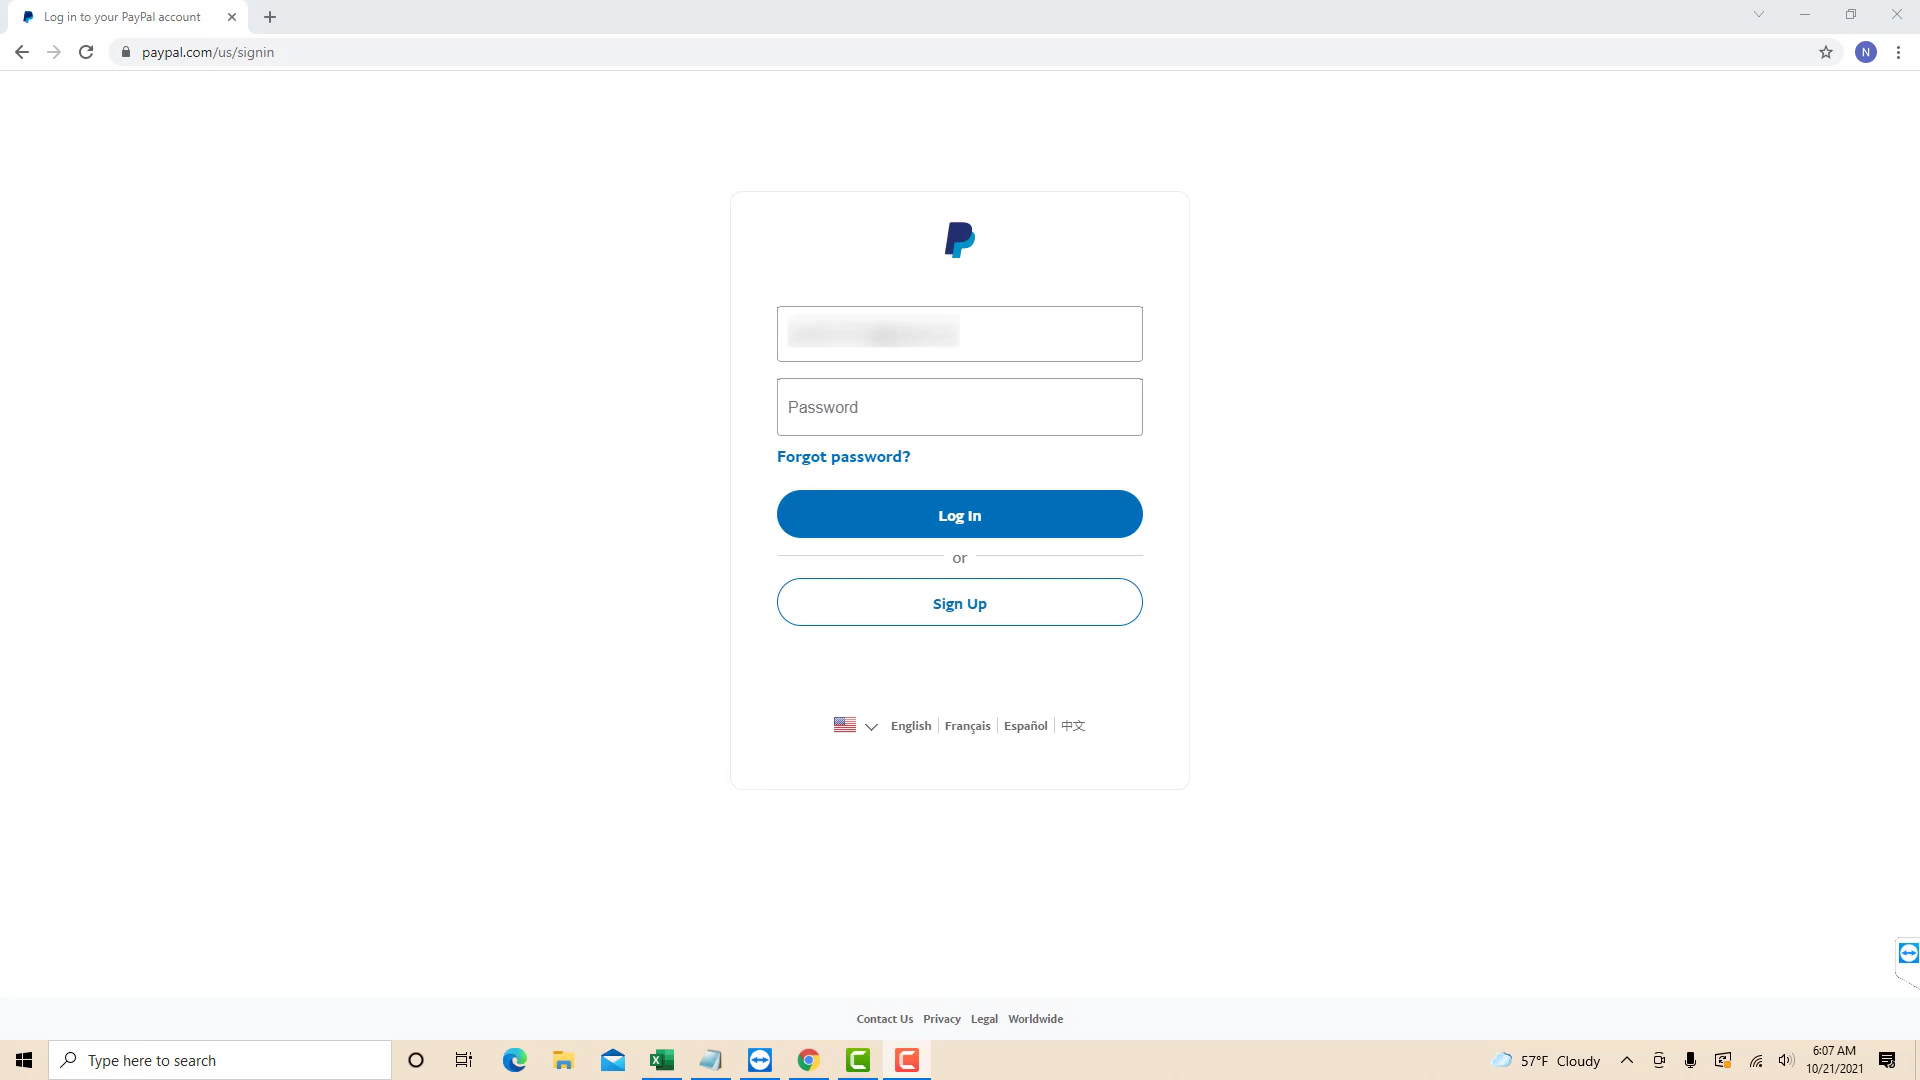 Log in to your PayPal account
paypal.com/us/signin
N
Password
Forgot password?
Log In
or
Sign Up
English Français Español 中文
Contact Us Privacy Legal Worldwide
Type here to search
57°F Cloudy
6:07 AM
10/21/2021